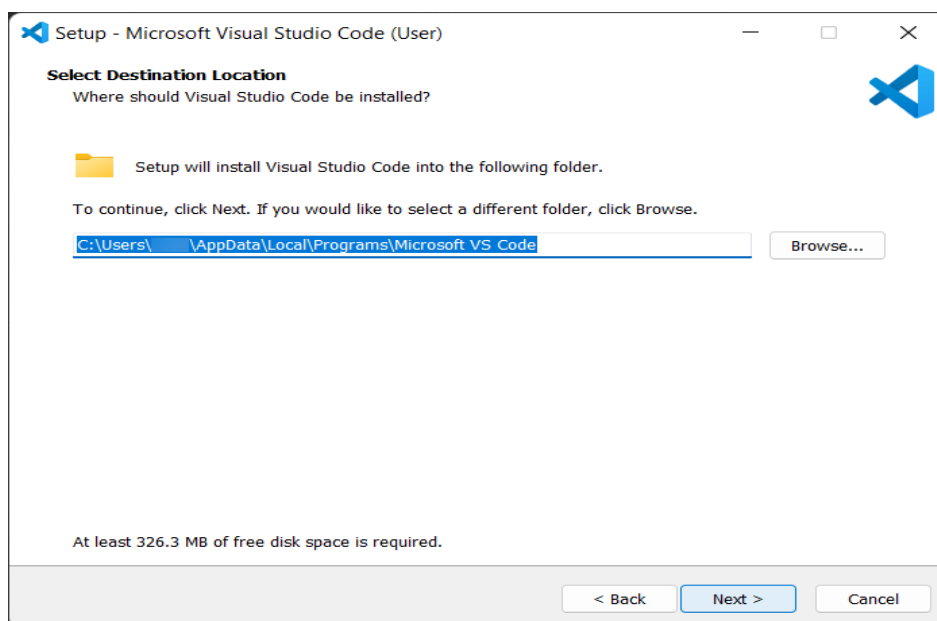 Setup - Microsoft Visual Studio Code (User)
Select Destination Location
Where should Visual Studio Code be installed?
Setup will install Visual Studio Code into the following folder.
To continue, click Next. If you would like to select a different folder, click Browse.
C:\Users\ \AppData\Local\Programs\Microsoft VS Code
Browse...
At least 326.3 MB of free disk space is required.
< Back Next > Cancel